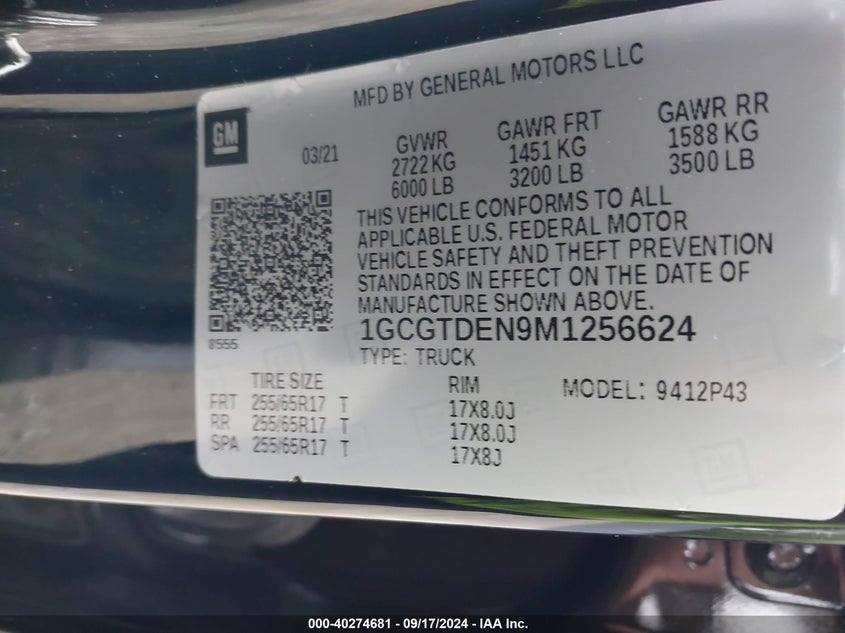 MFD BY GENERAL MOTORS LLC
GM
03/21
GVWR
2722 KG
6000 LB
GAWR FRT
1451 KG
3200 LB
GAWR RR
1588 KG
3500 LB
THIS VEHICLE CONFORMS TO ALL
APPLICABLE U.S. FEDERAL MOTOR
VEHICLE SAFETY AND THEFT PREVENTION
STANDARDS IN EFFECT ON THE DATE OF
MANUFACTURE SHOWN ABOVE.
8555
1GCGTDEN9M1256624
TYPE: TRUCK
MODEL: 9412P43
TIRE SIZE RIM
FRT 255/65R17 T 17X8.0J
RR 255/65R17 T 17X8.0J
SPA 255/65R17 T 17X8J
000-40274681 - 09/17/2024 - IAA Inc.